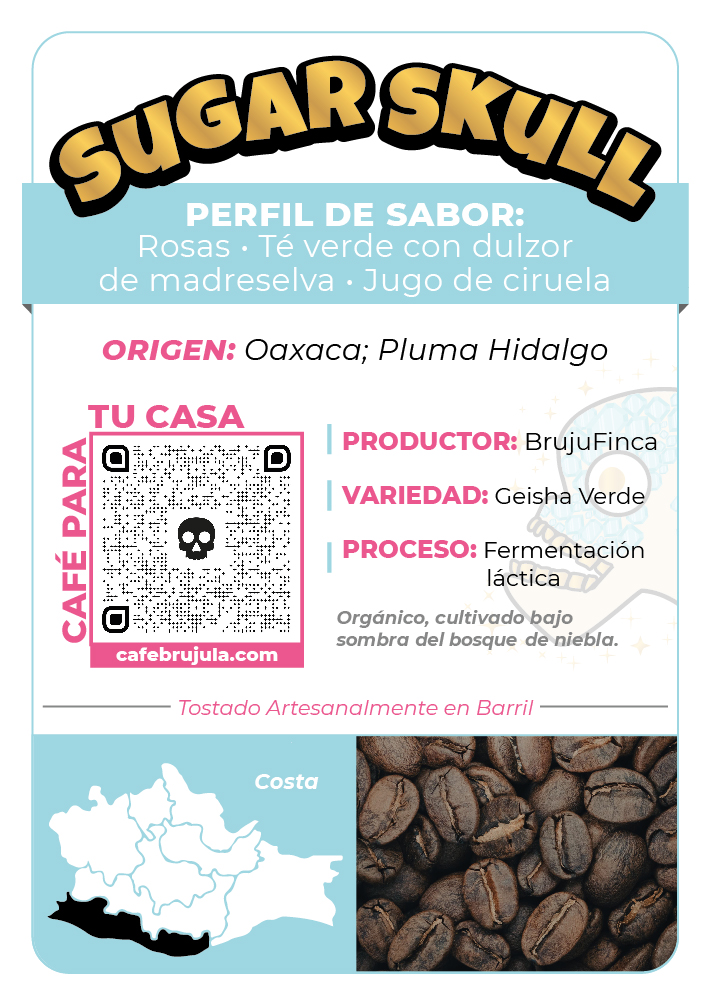 SUGAR SKULL
PERFIL DE SABOR:
Rosas • Té verde con dulzor
de madreselva • Jugo de ciruela
ORIGEN: Oaxaca; Pluma Hidalgo
CAFÉ PARA
TU CASA
cafebrujula.com
PRODUCTOR: BrujuFinca
VARIEDAD: Geisha Verde
PROCESO: Fermentación
láctica
Orgánico, cultivado bajo
sombra del bosque de niebla.
Tostado Artesanalmente en Barril
Costa